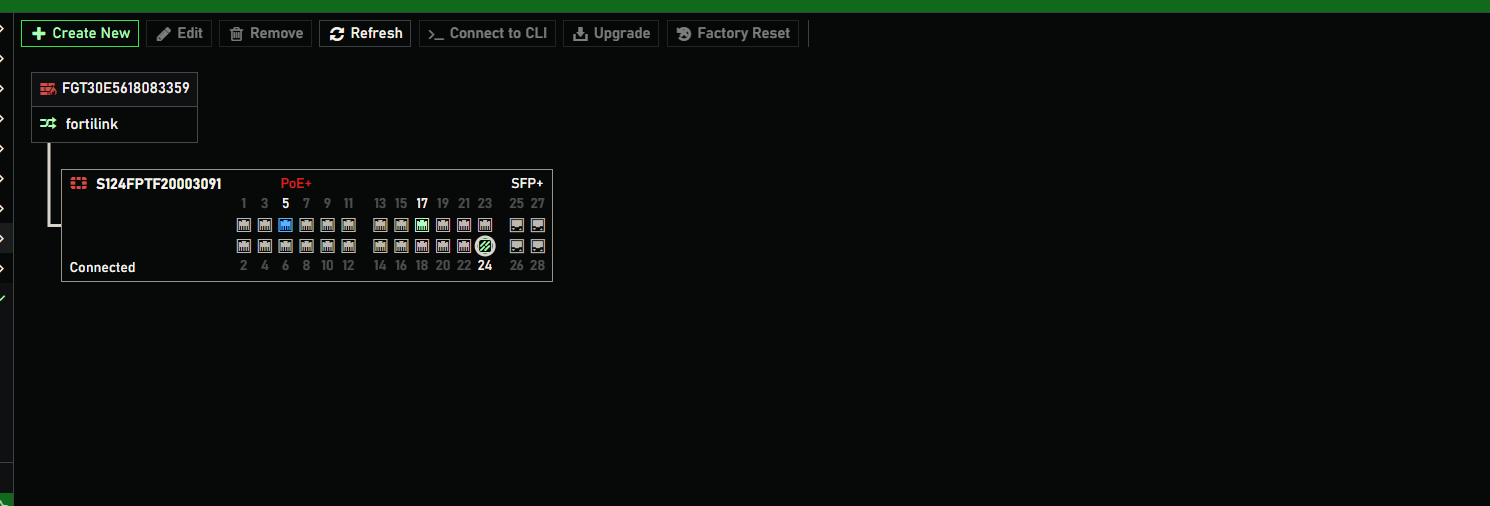 Create New Edit Remove Refresh >_ Connect to CLI Upgrade Factory Reset
FGT30E5618083359
fortilink
S124FPTF20003091 PoE+ SFP+
1 3 5 7 9 11 13 15 17 19 21 23 25 27
Connected 2 4 6 8 10 12 14 16 18 20 22 24 26 28